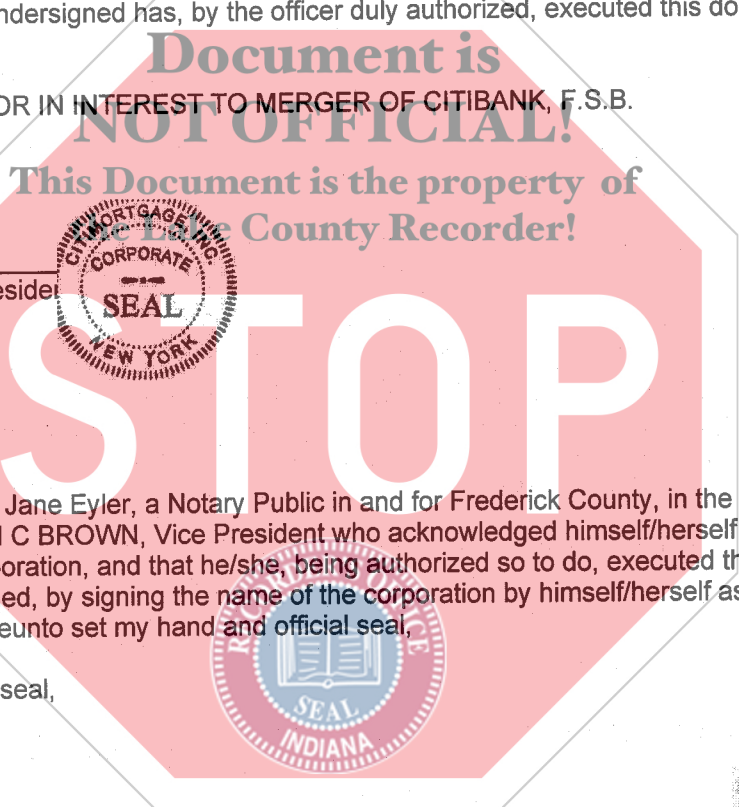 ndersigned has, by the officer duly authorized, executed this do
Document is
OR IN INTEREST TO MERGER OF CITIBANK, F.S.B.
NOT OFFICIAL!
This Document is the property of
the Lake County Recorder!
CITIMORTGAGE, INC.
CORPORATE
SEAL
NEW YORK
esiden
STOP
Jane Eyler, a Notary Public in and for Frederick County, in the
C BROWN, Vice President who acknowledged himself/herself
oration, and that he/she, being authorized so to do, executed th
ed, by signing the name of the corporation by himself/herself as
eunto set my hand and official seal,
RECORDER'S OFFICE
seal,
SEAL
INDIANA